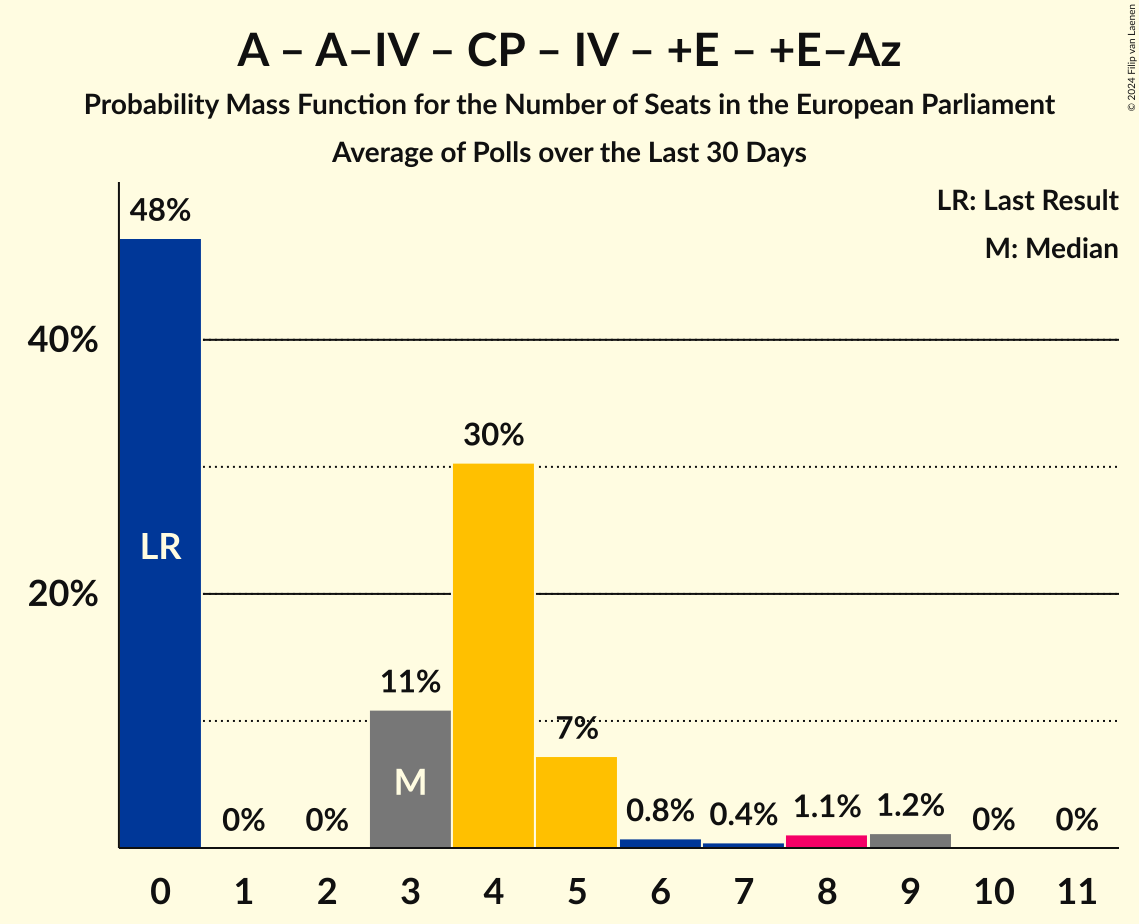 A – A–IV – CP – IV – +E – +E–Az
Probability Mass Function for the Number of Seats in the European Parliament
Average of Polls over the Last 30 Days
© 2024 Filip van Laenen
LR: Last Result
M: Median
48%
40%
30%
20%
11%
7%
LR
M
0% 0% 0.8% 0.4% 1.1% 1.2% 0% 0%
0 1 2 3 4 5 6 7 8 9 10 11